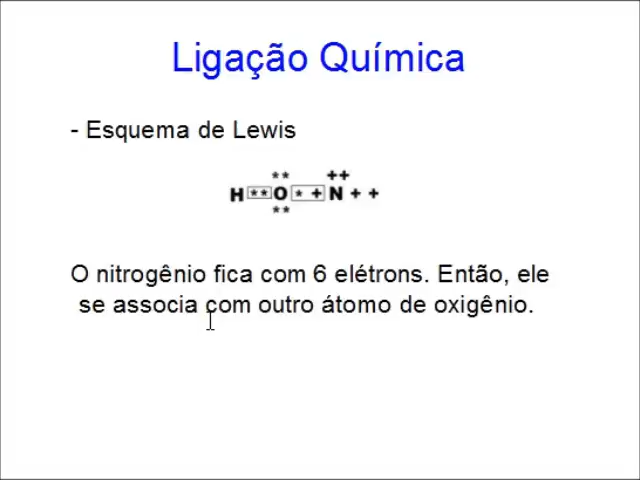 Ligação Química
- Esquema de Lewis
** ++
H ** O * + N + +
**
O nitrogênio fica com 6 elétrons. Então, ele
se associa com outro átomo de oxigênio.